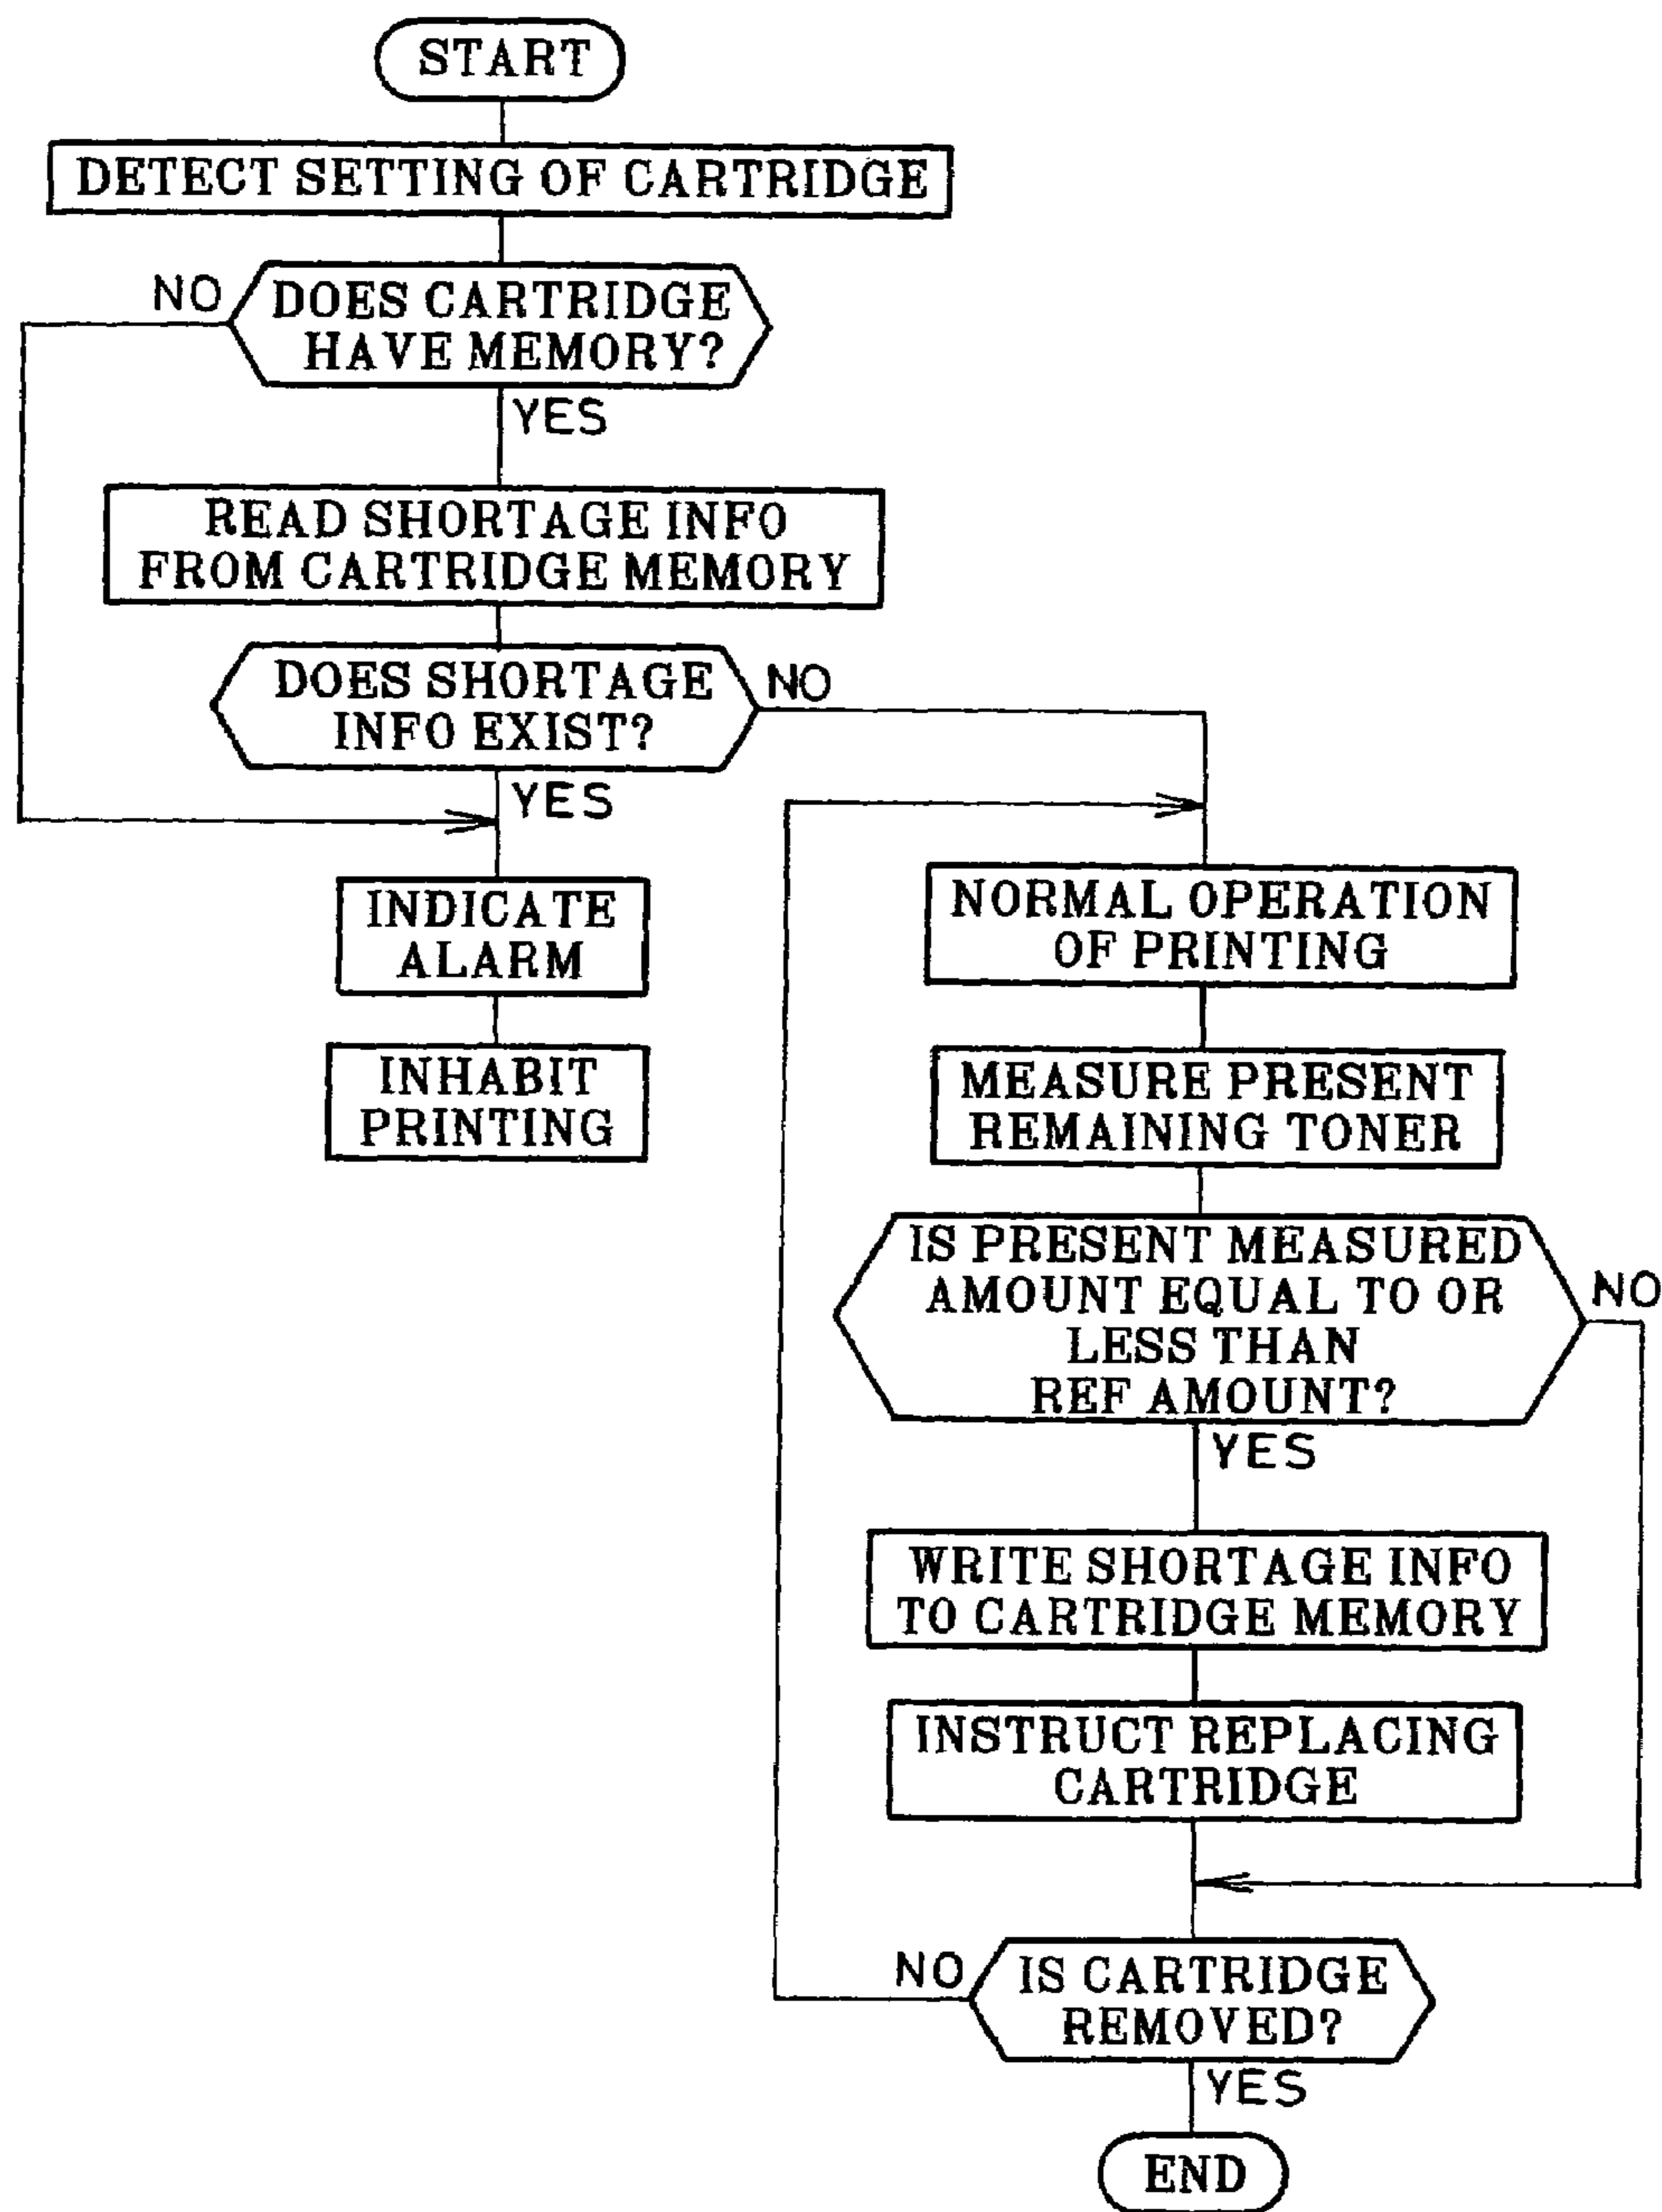 START
DETECT SETTING OF CARTRIDGE
NO
DOES CARTRIDGE
HAVE MEMORY?
YES
READ SHORTAGE INFO
FROM CARTRIDGE MEMORY
DOES SHORTAGE
INFO EXIST?
NO
YES
INDICATE
ALARM
INHABIT
PRINTING
NORMAL OPERATION
OF PRINTING
MEASURE PRESENT
REMAINING TONER
IS PRESENT MEASURED
AMOUNT EQUAL TO OR
LESS THAN
REF AMOUNT?
NO
YES
WRITE SHORTAGE INFO
TO CARTRIDGE MEMORY
INSTRUCT REPLACING
CARTRIDGE
NO
IS CARTRIDGE
REMOVED?
YES
END